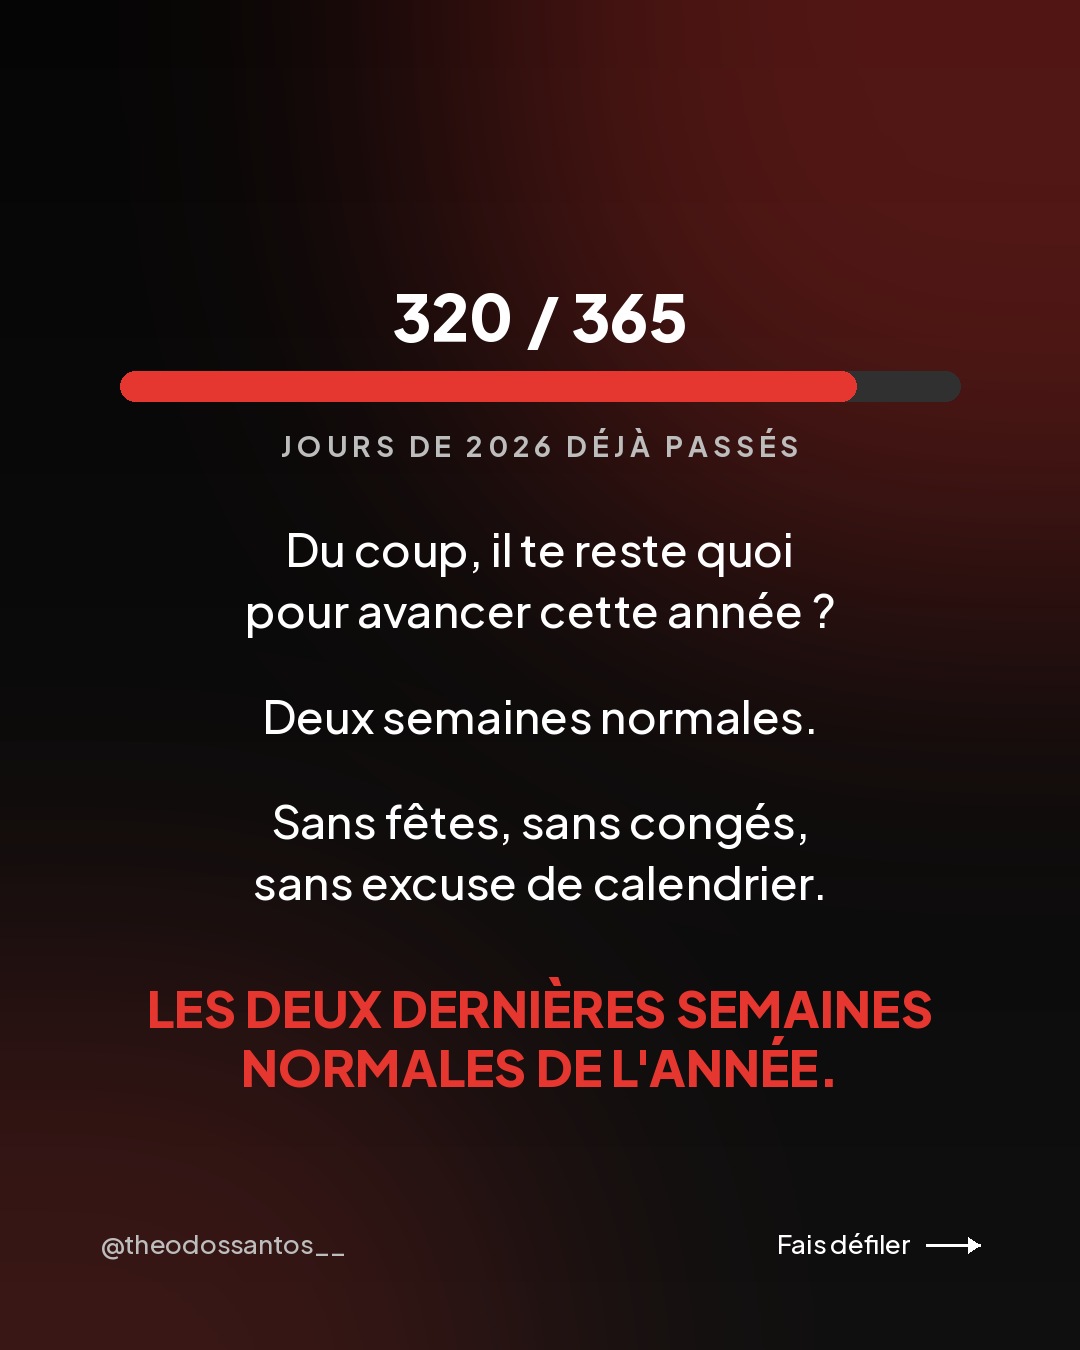 320 / 365
JOURS DE 2026 DÉJÀ PASSÉS
Du coup, il te reste quoi
pour avancer cette année ?
Deux semaines normales.
Sans fêtes, sans congés,
sans excuse de calendrier.
LES DEUX DERNIÈRES SEMAINES
NORMALES DE L'ANNÉE.
@theodossantos__
Fais défiler